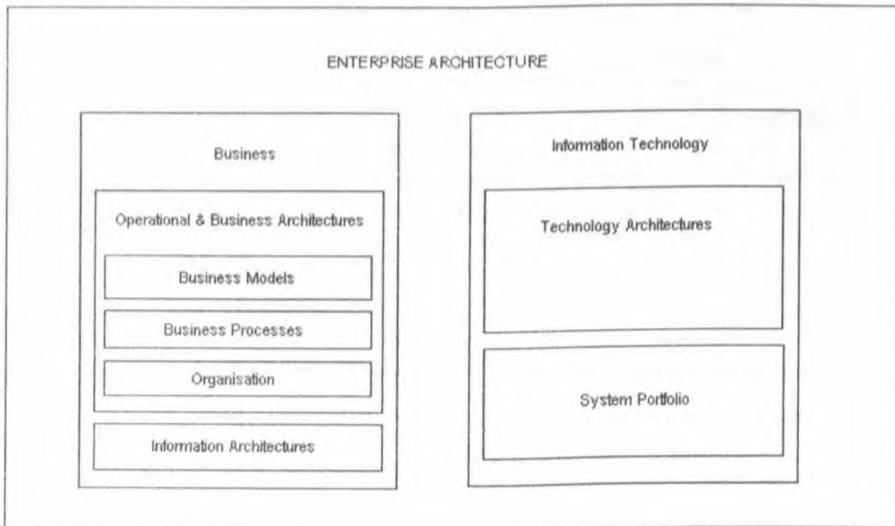 ENTERPRISE ARCHITECTURE
Business
Operational & Business Architectures
Business Models
Business Processes
Organisation
Information Architectures
Information Technology
Technology Architectures
System Portfolio